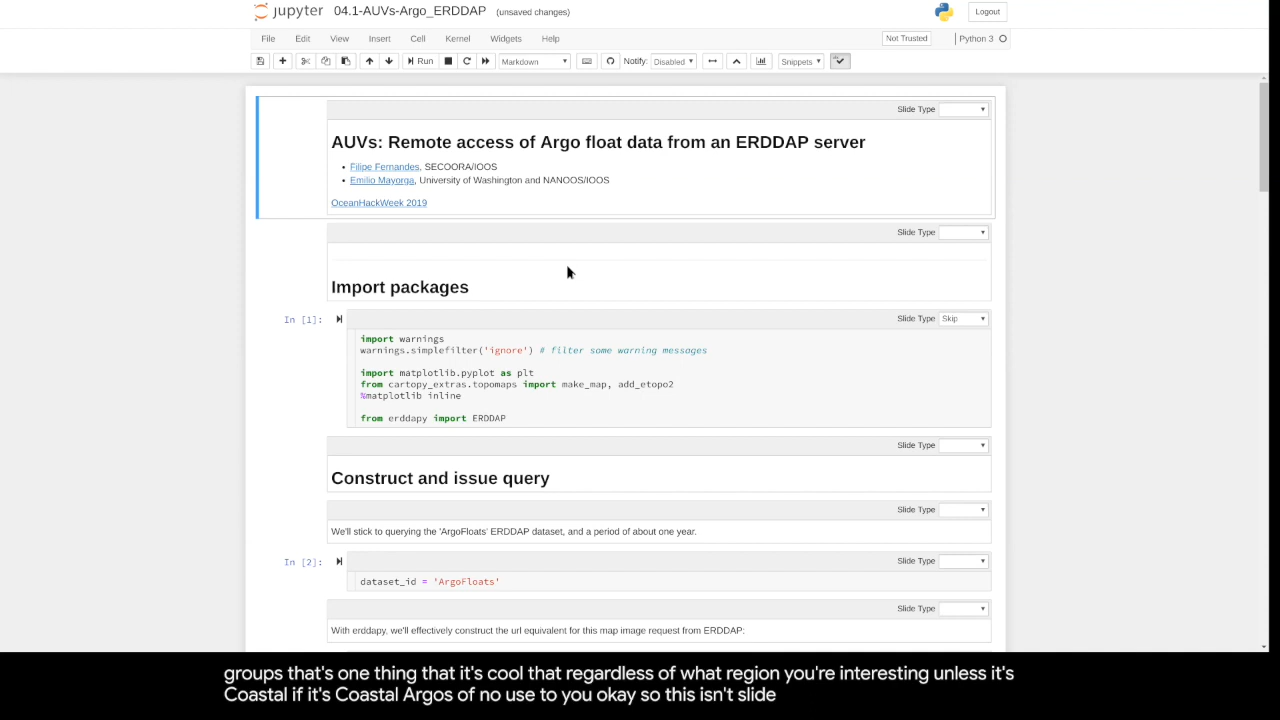 jupyter 04.1-AUVs-Argo_ERDDAP (unsaved changes) Logout
File Edit View Insert Cell Kernel Widgets Help Not Trusted Python 3
Run Markdown Notify: Disabled Snippets
Slide Type
AUVs: Remote access of Argo float data from an ERDDAP server
• Filipe Fernandes, SECOORA/IOOS
• Emilio Mayorga, University of Washington and NANOOS/IOOS
OceanHackWeek 2019
Slide Type
Import packages
In [1]: Slide Type Skip
import warnings
warnings.simplefilter('ignore') # filter some warning messages
import matplotlib.pyplot as plt
from cartopy_extras.topomaps import make_map, add_etopo2
%matplotlib inline
from erddapy import ERDDAP
Slide Type
Construct and issue query
Slide Type
We'll stick to querying the 'ArgoFloats' ERDDAP dataset, and a period of about one year.
In [2]: Slide Type
dataset_id = 'ArgoFloats'
Slide Type
With erddapy, we'll effectively construct the url equivalent for this map image request from ERDDAP:
groups that's one thing that it's cool that regardless of what region you're interesting unless it's
Coastal if it's Coastal Argos of no use to you okay so this isn't slide